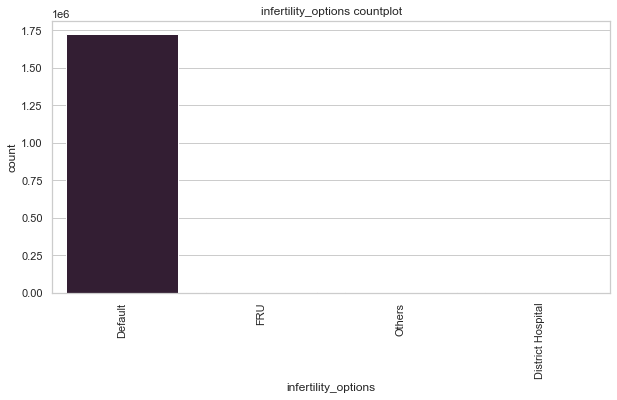 infertility_options countplot
1e6
1.75
1.50
1.25
1.00
0.75
0.50
0.25
0.00
count
Default
FRU
Others
District Hospital
infertility_options